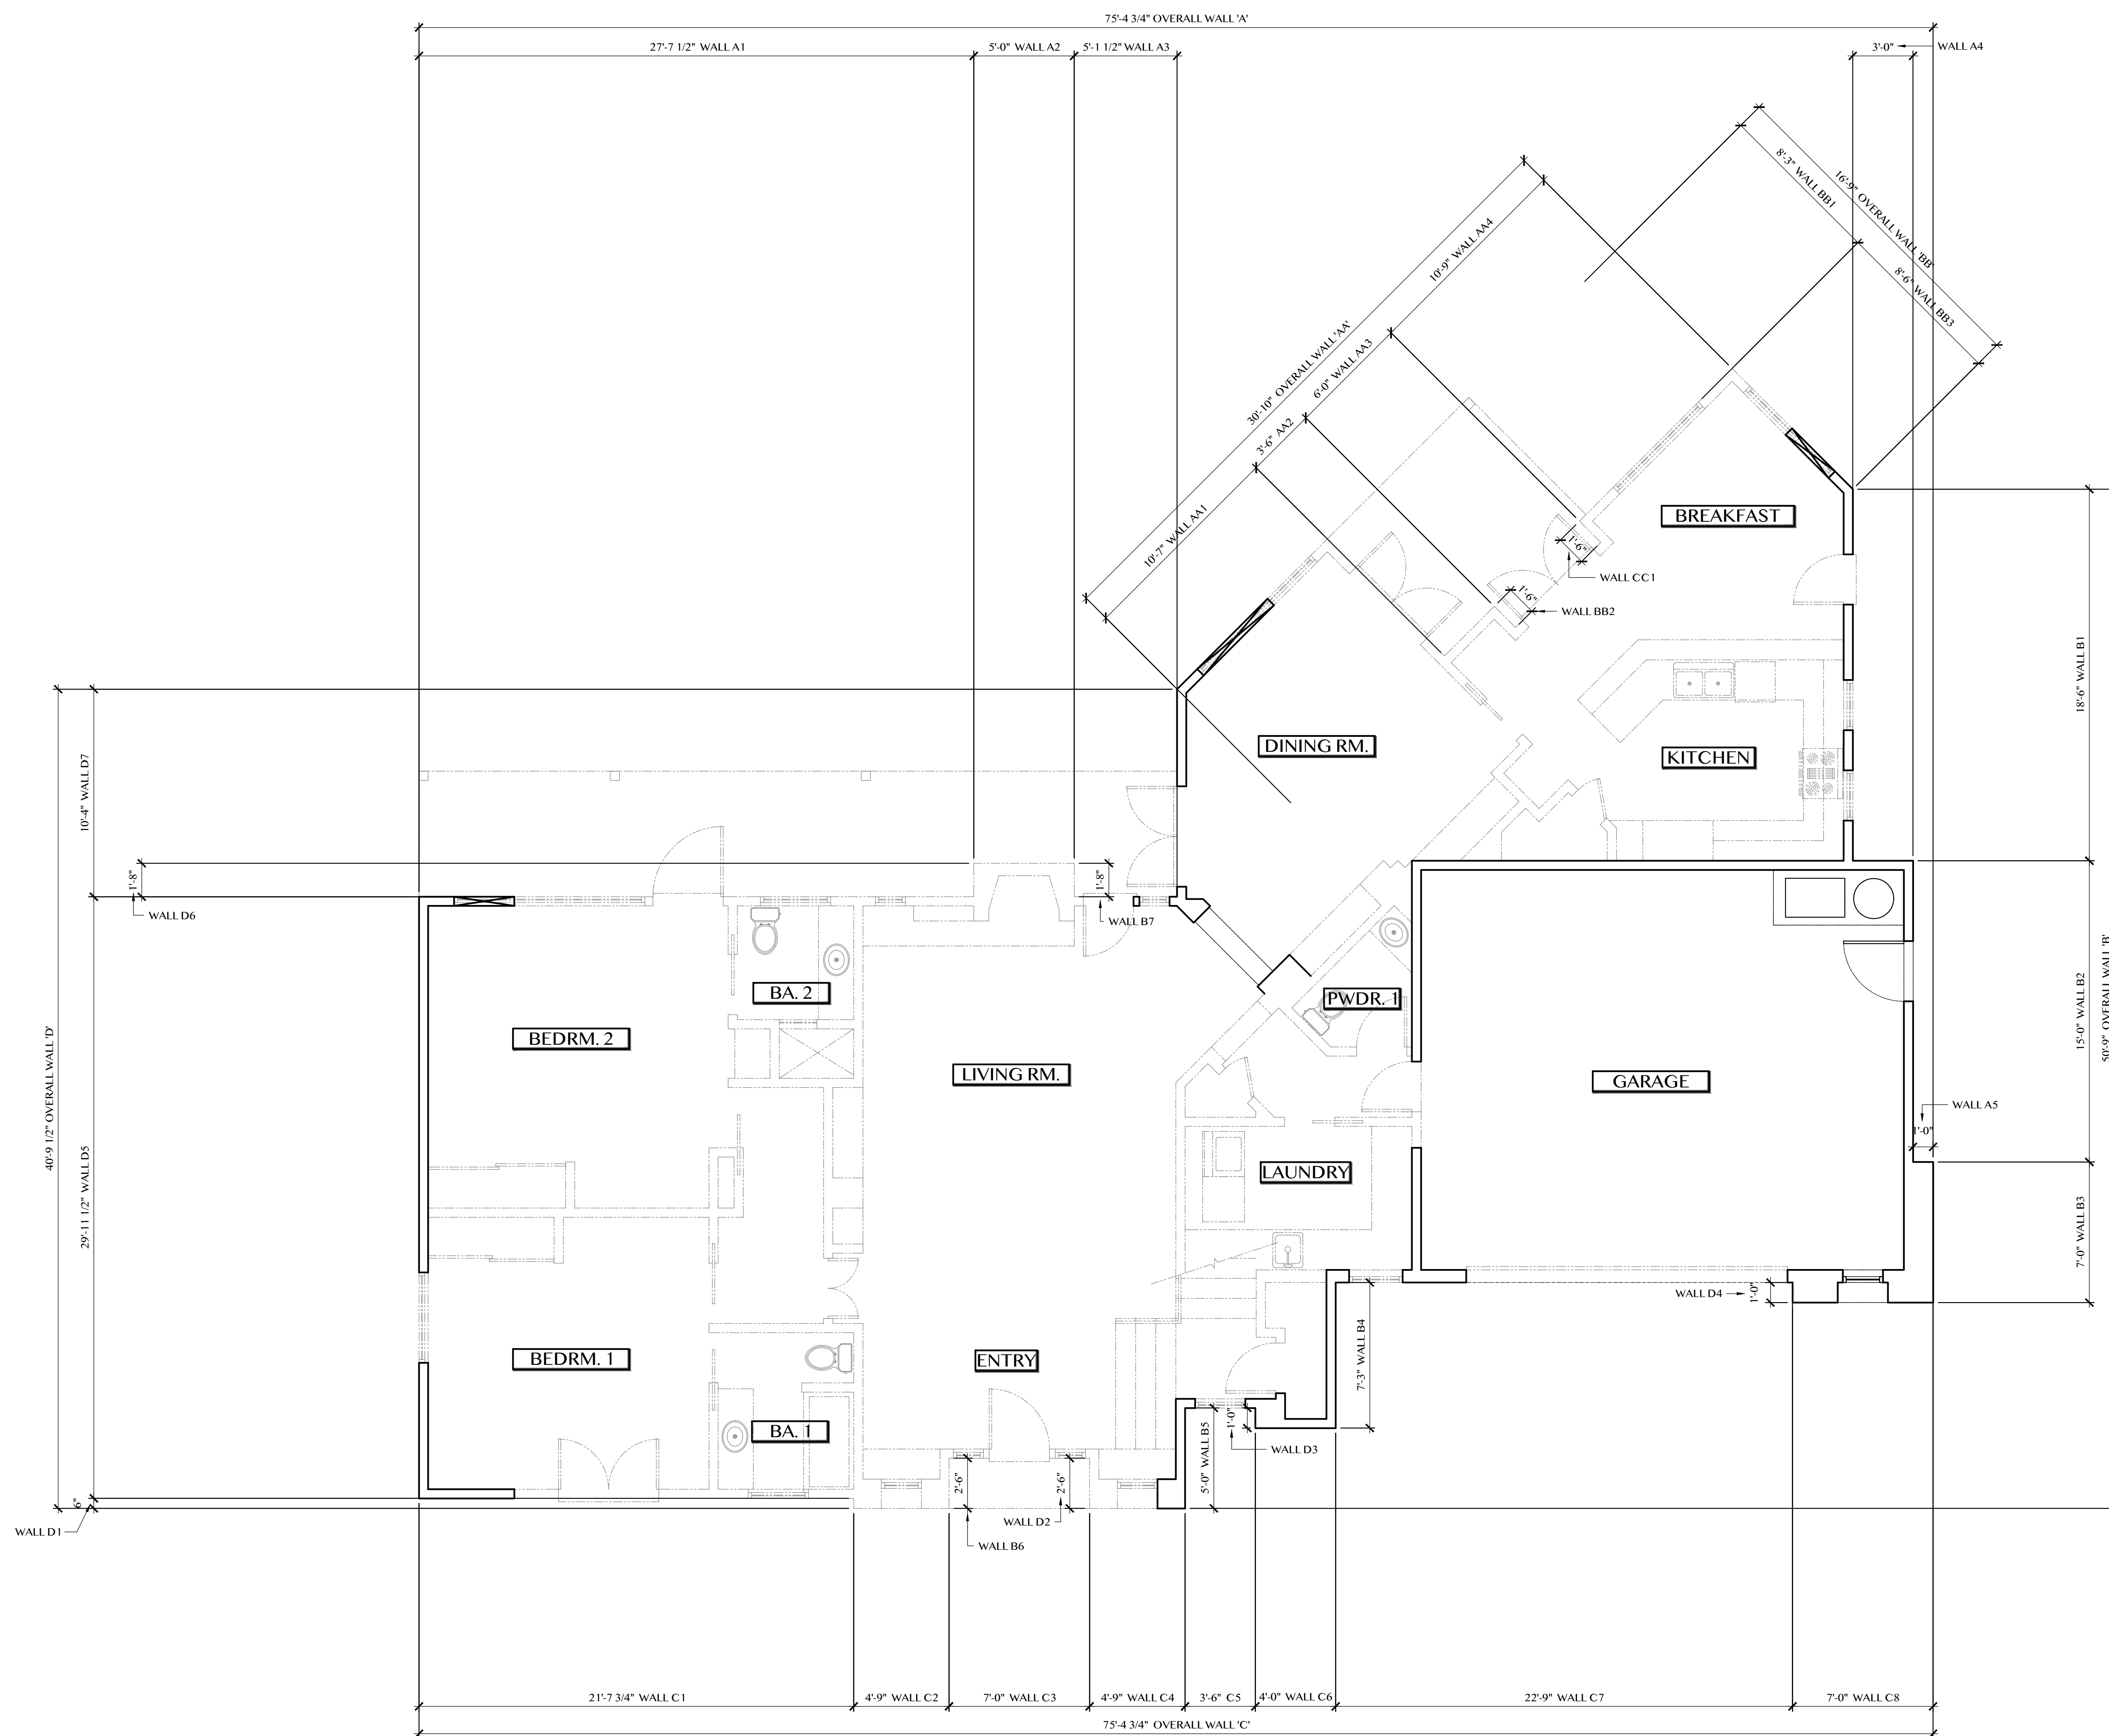 75'-4 3/4" OVERALL WALL 'A'
27'-7 1/2" WALL A1
5'-0" WALL A2
5'-1 1/2" WALL A3
3'-0"
WALL A4
8'-3" WALL BB1
16'-9" OVERALL WALL 'BB'
8'-6" WALL BB3
30'-10" OVERALL WALL 'AA'
10'-9" WALL AA4
6'-0" WALL AA3
3'-6" AA2
10'-7" WALL AA1
BREAKFAST
1'-6"
WALL CC1
1'-6"
WALL BB2
18'-6" WALL B1
DINING RM.
KITCHEN
10'-4" WALL D7
1'-8"
WALL D6
1'-8"
WALL B7
40'-9 1/2" OVERALL WALL 'D'
29'-11 1/2" WALL D5
BA. 2
PWDR. 1
BEDRM. 2
LIVING RM.
GARAGE
15'-0" WALL B2
50'-9" OVERALL WALL 'B'
WALL A5
1'-0"
LAUNDRY
7'-0" WALL B3
WALL D4
1'-0"
BEDRM. 1
ENTRY
7'-3" WALL B4
BA. 1
5'-0" WALL B5
1'-0"
WALL D3
2'-6"
2'-6"
6"
WALL D1
WALL D2
WALL B6
21'-7 3/4" WALL C1
4'-9" WALL C2
7'-0" WALL C3
4'-9" WALL C4
3'-6" C5
4'-0" WALL C6
22'-9" WALL C7
7'-0" WALL C8
75'-4 3/4" OVERALL WALL 'C'